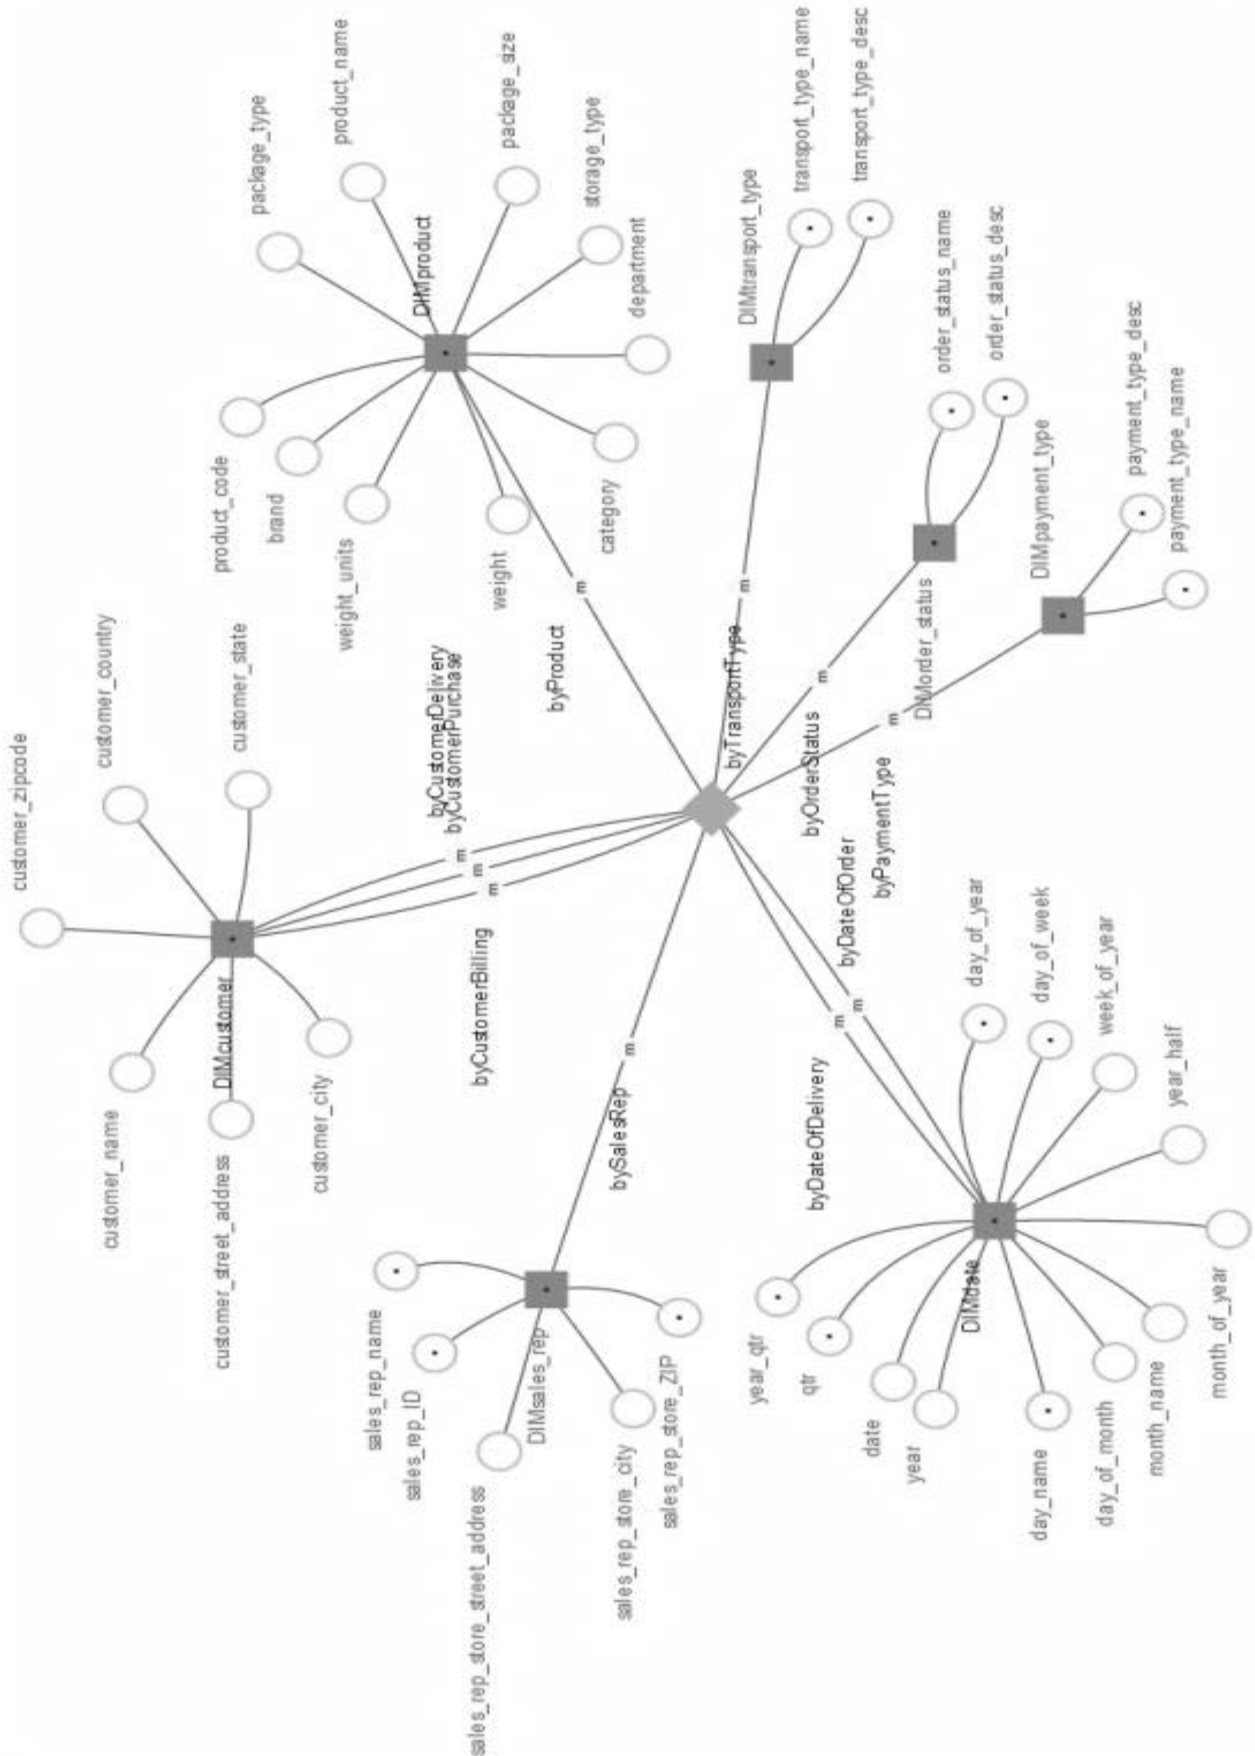 customer_zipcode
customer_country
customer_state
customer_name
customer_street_address
customer_city
DIMcustomer
package_type
product_name
package_size
storage_type
department
DIMproduct
product_code
brand
weight_units
weight
category
byCustomerDelivery
byCustomerPurchase
byCustomerBilling
byProduct
m
m
m
m
DIMtransport_type
transport_type_name
transport_type_desc
byTransportType
m
order_status_name
order_status_desc
DIMorder_status
byOrderStatus
m
DIMpayment_type
payment_type_desc
payment_type_name
byPaymentType
m
bySalesRep
m
sales_rep_name
sales_rep_ID
DIMsales_rep
sales_rep_store_street_address
sales_rep_store_city
sales_rep_store_ZIP
byDateOfOrder
byDateOfDelivery
m
m
day_of_year
day_of_week
week_of_year
year_half
month_of_year
DIMdate
year_qtr
qtr
date
year
day_name
day_of_month
month_name